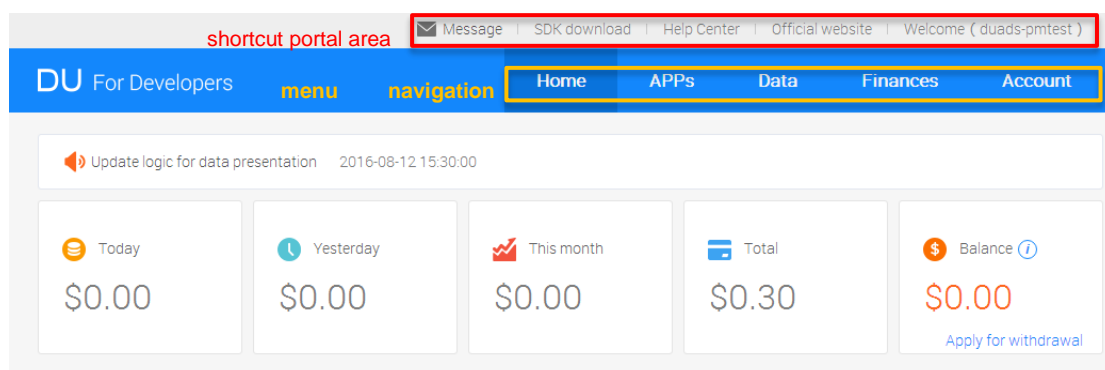 shortcut portal area Message SDK download Help Center Official website Welcome ( duads-pmtest )
DU For Developers menu navigation Home APPs Data Finances Account
Update logic for data presentation 2016-08-12 15:30:00
Today Yesterday This month Total Balance i
$0.00 $0.00 $0.00 $0.30 $0.00
Apply for withdrawal